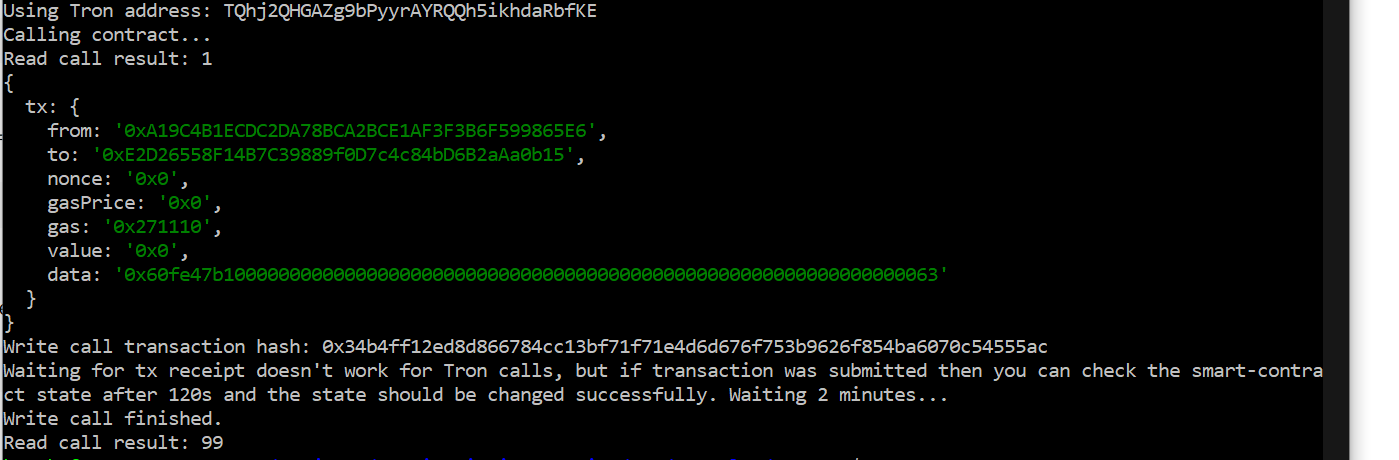 Using Tron address: TQhj2QHGAZg9bPyyrAYRQQh5ikhdaRbfKE
Calling contract...
Read call result: 1
{
  tx: {
    from: '0xA19C4B1ECDC2DA78BCA2BCE1AF3F3B6F599865E6',
    to: '0xE2D26558F14B7C39889f0D7c4c84bD6B2aAa0b15',
    nonce: '0x0',
    gasPrice: '0x0',
    gas: '0x271110',
    value: '0x0',
    data: '0x60fe47b10000000000000000000000000000000000000000000000000000000000000063'
  }
}
Write call transaction hash: 0x34b4ff12ed8d866784cc13bf71f71e4d6d676f753b9626f854ba6070c54555ac
Waiting for tx receipt doesn't work for Tron calls, but if transaction was submitted then you can check the smart-contra
ct state after 120s and the state should be changed successfully. Waiting 2 minutes...
Write call finished.
Read call result: 99